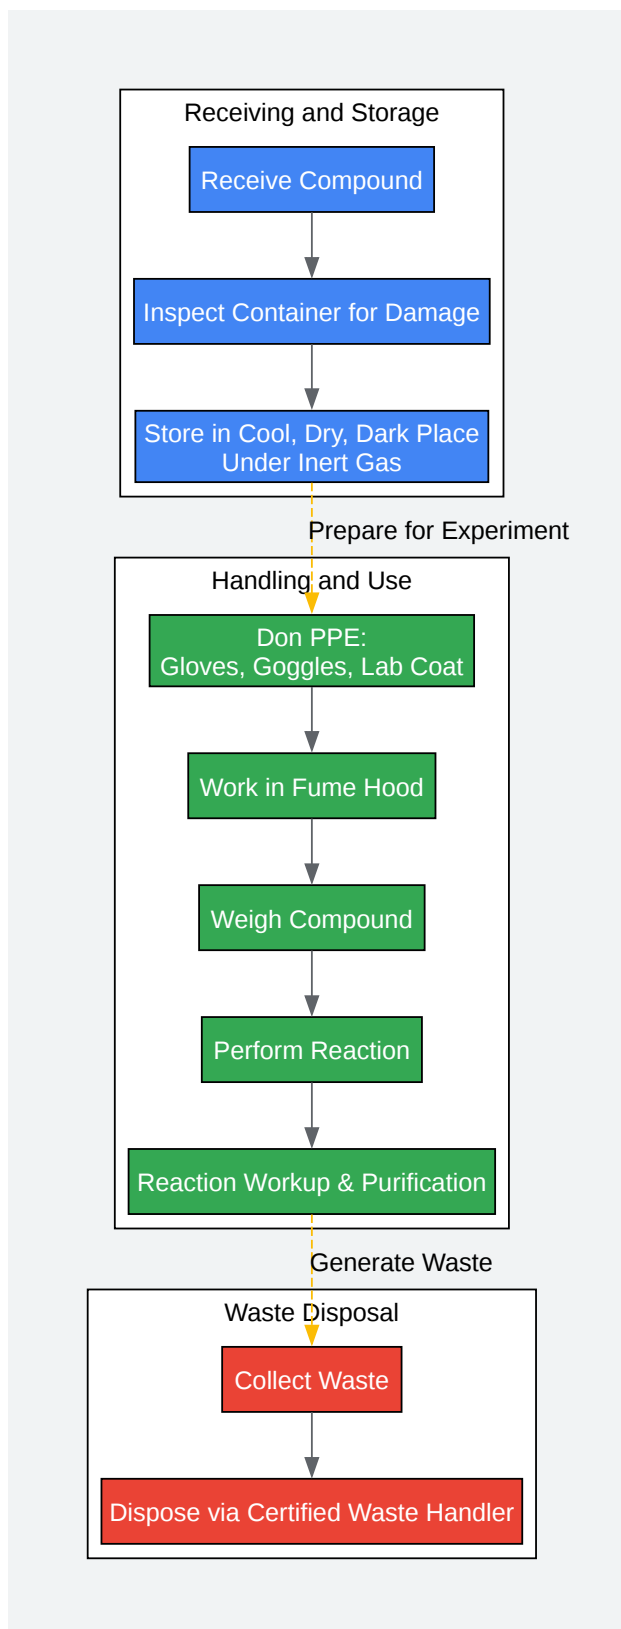 Receiving and Storage
Receive Compound
Inspect Container for Damage
Store in Cool, Dry, Dark Place
Under Inert Gas
Prepare for Experiment
Handling and Use
Don PPE:
Gloves, Goggles, Lab Coat
Work in Fume Hood
Weigh Compound
Perform Reaction
Reaction Workup & Purification
Generate Waste
Waste Disposal
Collect Waste
Dispose via Certified Waste Handler